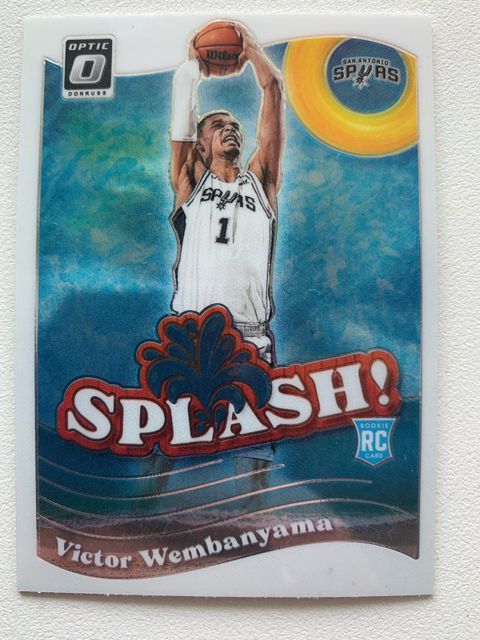 OPTIC
DONRUSS
Wilson
SAN ANTONIO
SPURS
SPURS
1
SPLASH!
ROOKIE
RC
CARD
Victor Wembanyama